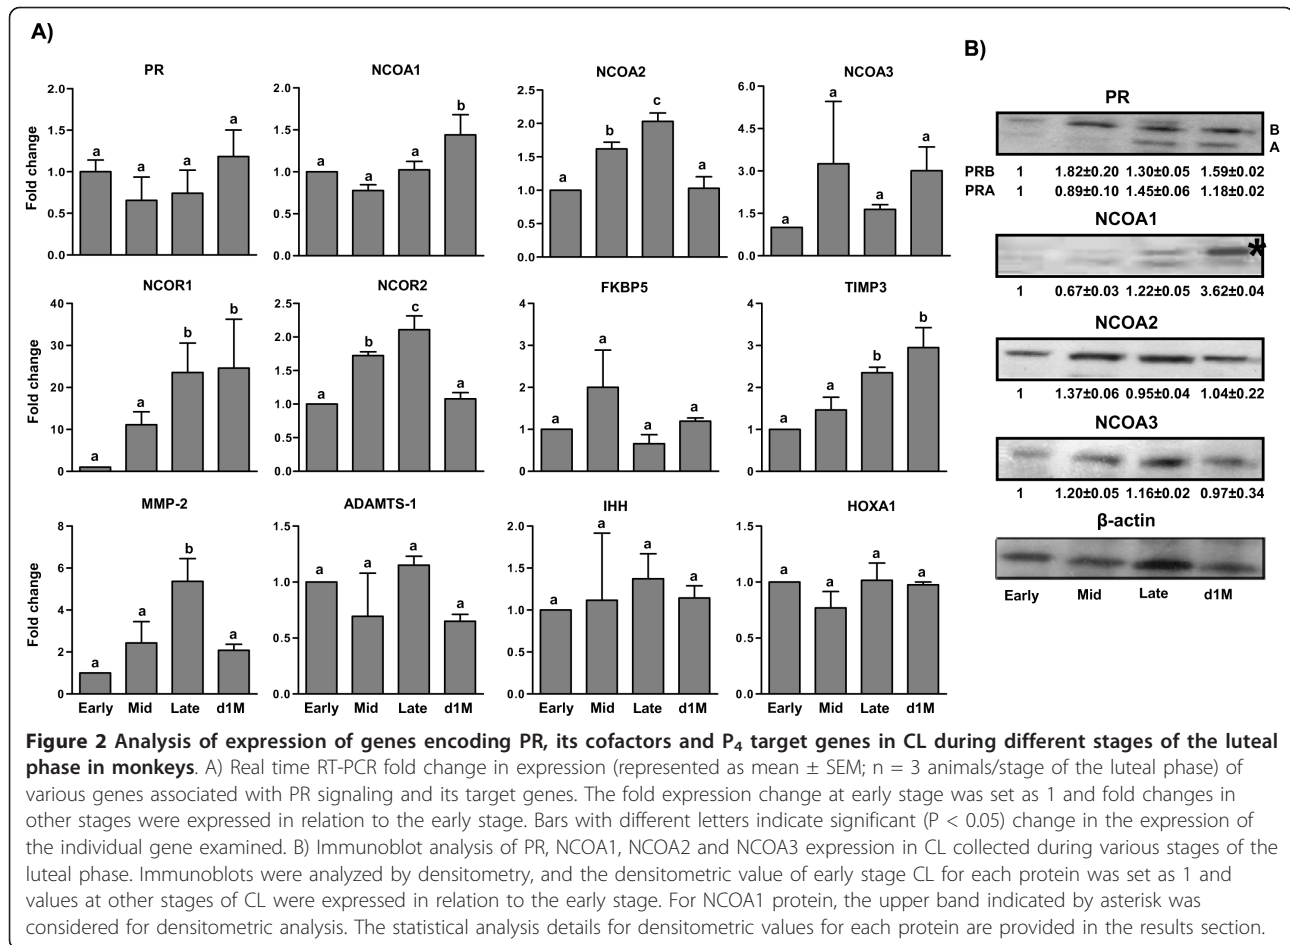 A)
PR
NCOA1
NCOA2
NCOA3
Fold change
2.0
1.5
1.0
0.5
0.0
a
a
a
a
2.0
1.5
1.0
0.5
0.0
a
a
a
b
2.5
2.0
1.5
1.0
0.5
0.0
a
b
c
a
6.0
4.5
3.0
1.5
0.0
a
a
a
a
NCOR1
NCOR2
FKBP5
TIMP3
Fold change
40
30
20
10
0
a
a
b
b
2.5
2.0
1.5
1.0
0.5
0.0
a
b
c
a
4
3
2
1
0
a
a
a
a
4
3
2
1
0
a
a
b
b
MMP-2
ADAMTS-1
IHH
HOXA1
Fold change
8
6
4
2
0
a
a
b
a
Early Mid Late d1M
1.5
1.0
0.5
0.0
a
a
a
a
Early Mid Late d1M
2.0
1.5
1.0
0.5
0.0
a
a
a
a
Early Mid Late d1M
1.5
1.0
0.5
0.0
a
a
a
a
Early Mid Late d1M
B)
PR
B
A
PRB 1 1.82±0.20 1.30±0.05 1.59±0.02
PRA 1 0.89±0.10 1.45±0.06 1.18±0.02
NCOA1
*
1 0.67±0.03 1.22±0.05 3.62±0.04
NCOA2
1 1.37±0.06 0.95±0.04 1.04±0.22
NCOA3
1 1.20±0.05 1.16±0.02 0.97±0.34
β-actin
Early Mid Late d1M
Figure 2 Analysis of expression of genes encoding PR, its cofactors and P₄ target genes in CL during different stages of the luteal
phase in monkeys. A) Real time RT-PCR fold change in expression (represented as mean ± SEM; n = 3 animals/stage of the luteal phase) of
various genes associated with PR signaling and its target genes. The fold expression change at early stage was set as 1 and fold changes in
other stages were expressed in relation to the early stage. Bars with different letters indicate significant (P < 0.05) change in the expression of
the individual gene examined. B) Immunoblot analysis of PR, NCOA1, NCOA2 and NCOA3 expression in CL collected during various stages of the
luteal phase. Immunoblots were analyzed by densitometry, and the densitometric value of early stage CL for each protein was set as 1 and
values at other stages of CL were expressed in relation to the early stage. For NCOA1 protein, the upper band indicated by asterisk was
considered for densitometric analysis. The statistical analysis details for densitometric values for each protein are provided in the results section.